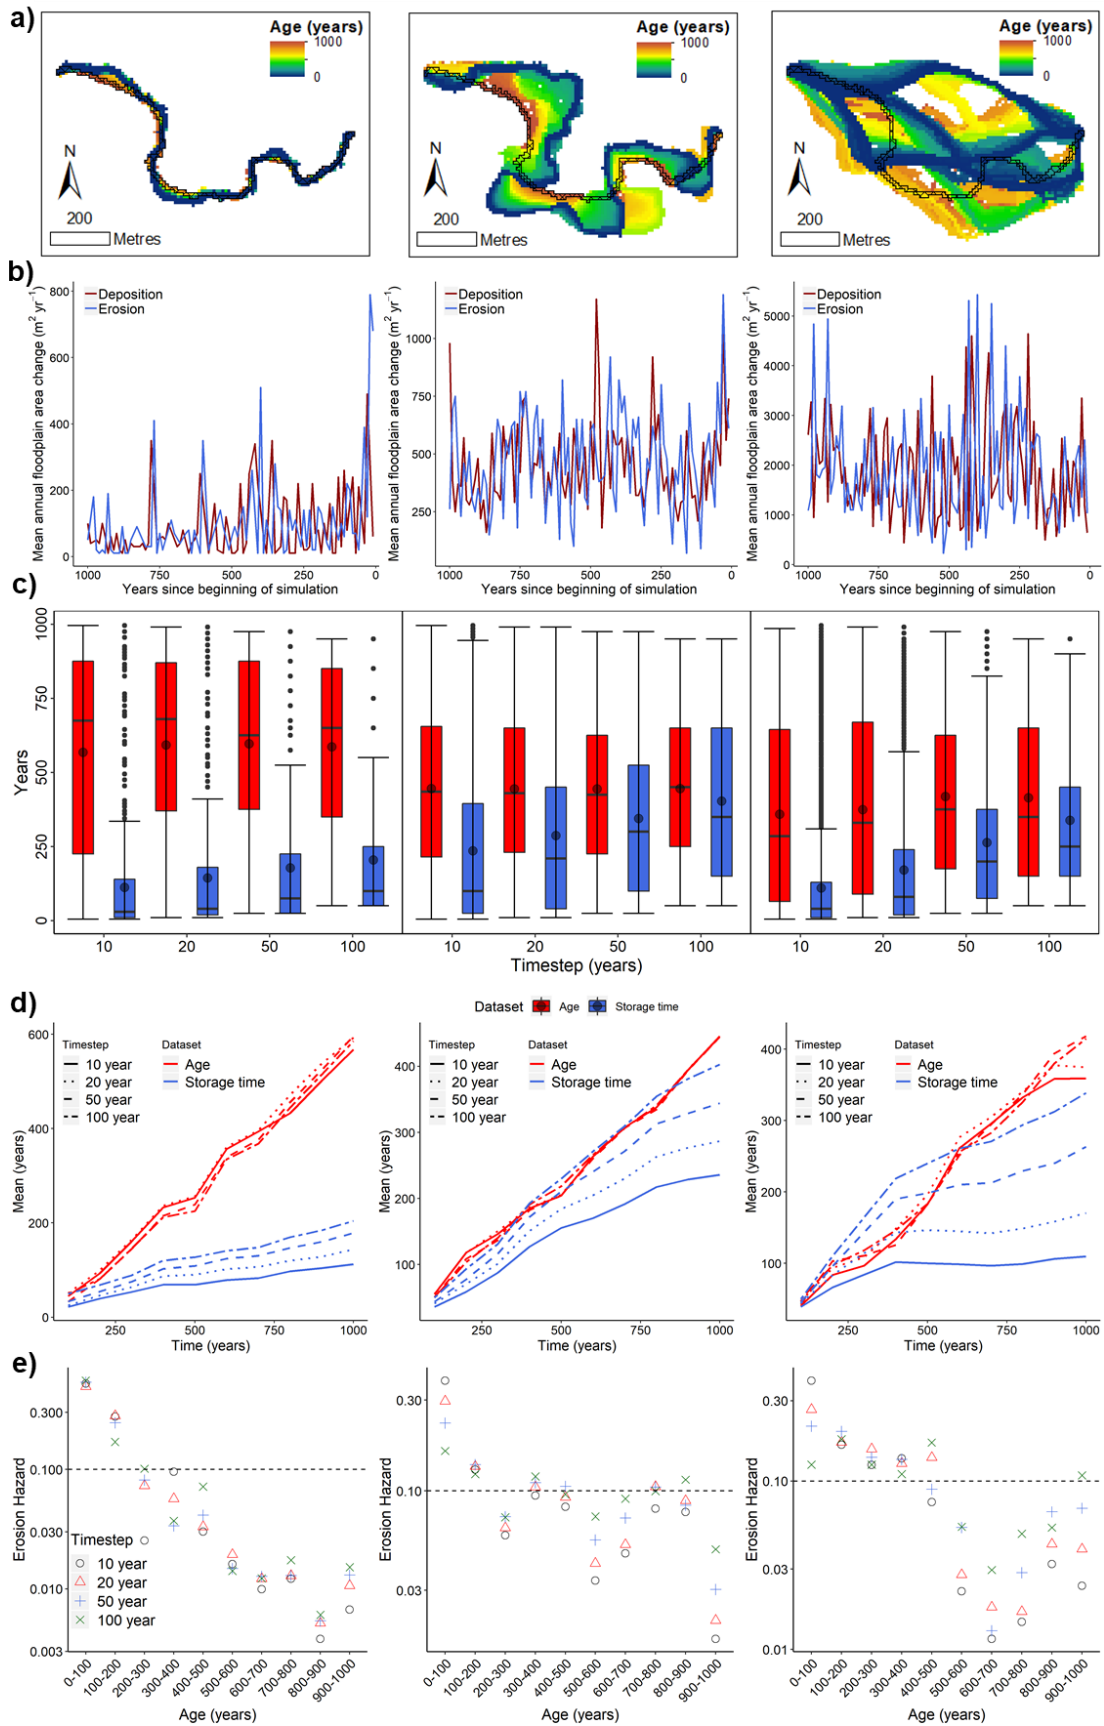 a)
Age (years)
1000
0
N
200
Metres
Age (years)
1000
0
N
200
Metres
Age (years)
1000
0
N
200
Metres
b)
Mean annual floodplain area change (m² yr⁻¹)
Deposition
Erosion
800
600
400
200
0
1000
750
500
250
0
Years since beginning of simulation
Mean annual floodplain area change (m² yr⁻¹)
Deposition
Erosion
1000
750
500
250
1000
750
500
250
0
Years since beginning of simulation
Mean annual floodplain area change (m² yr⁻¹)
Deposition
Erosion
5000
4000
3000
2000
1000
0
1000
750
500
250
0
Years since beginning of simulation
c)
Years
1000
750
500
250
0
10
20
50
100
10
20
50
100
10
20
50
100
Timestep (years)
d)
Dataset
Age
Storage time
Mean (years)
600
400
200
0
Timestep
10 year
20 year
50 year
100 year
Dataset
Age
Storage time
250
500
750
1000
Time (years)
Mean (years)
400
300
200
100
Timestep
10 year
20 year
50 year
100 year
Dataset
Age
Storage time
250
500
750
1000
Time (years)
Mean (years)
400
300
200
100
Timestep
10 year
20 year
50 year
100 year
Dataset
Age
Storage time
250
500
750
1000
Time (years)
e)
Erosion Hazard
0.300
0.100
0.030
0.010
0.003
Timestep
10 year
20 year
50 year
100 year
0-100
100-200
200-300
300-400
400-500
500-600
600-700
700-800
800-900
900-1000
Age (years)
Erosion Hazard
0.30
0.10
0.03
0-100
100-200
200-300
300-400
400-500
500-600
600-700
700-800
800-900
900-1000
Age (years)
Erosion Hazard
0.30
0.10
0.03
0.01
0-100
100-200
200-300
300-400
400-500
500-600
600-700
700-800
800-900
900-1000
Age (years)